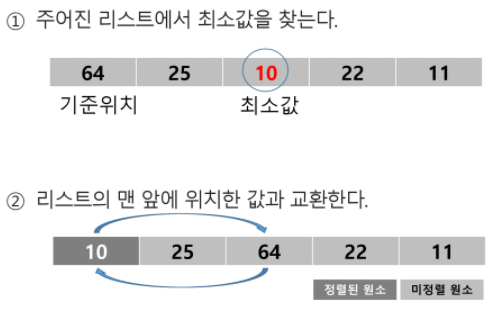 ① 주어진 리스트에서 최소값을 찾는다.
64 25 10 22 11
기준위치 최소값
② 리스트의 맨 앞에 위치한 값과 교환한다.
10 25 64 22 11
정렬된 원소 미정렬 원소